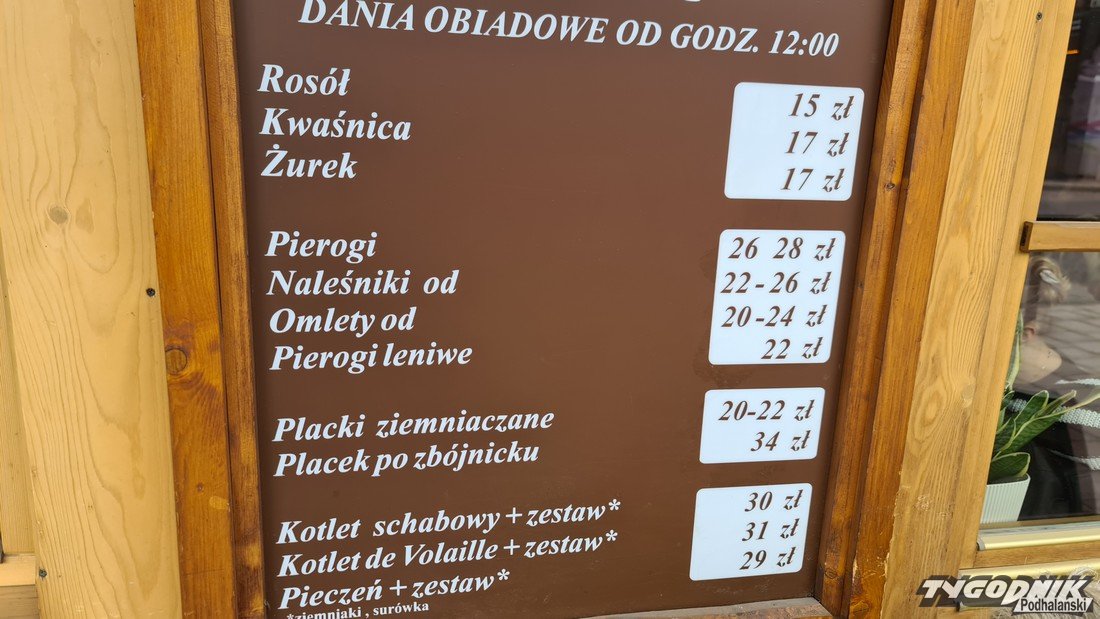 DANIA OBIADOWE OD GODZ. 12:00
Rosół 15 zł
Kwaśnica 17 zł
Żurek 17 zł
Pierogi 26 28 zł
Naleśniki od 22-26 zł
Omlety od 20-24 zł
Pierogi leniwe 22 zł
Placki ziemniaczane 20-22 zł
Placek po zbójnicku 34 zł
Kotlet schabowy + zestaw* 30 zł
Kotlet de Volaille + zestaw* 31 zł
Pieczeń + zestaw* 29 zł
*ziemniaki , surówka
TYGODNIK
Podhalański